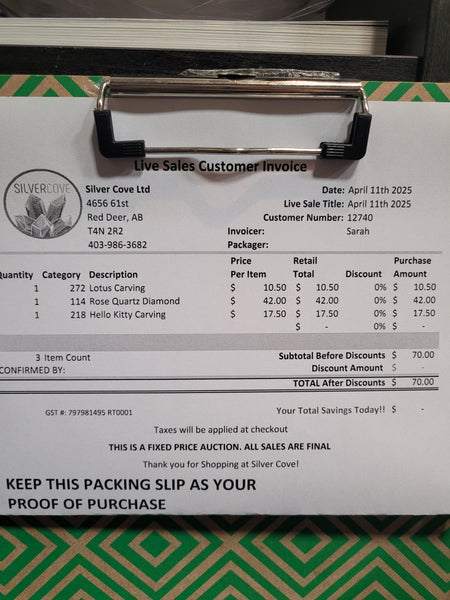 Live Sales Customer Invoice
SILVERCOVE
Silver Cove Ltd
4656 61st
Red Deer, AB
T4N 2R2
403-986-3682
Date: April 11th 2025
Live Sale Title: April 11th 2025
Customer Number: 12740
Invoicer: Sarah
Packager:
Quantity Category Description Price Per Item Retail Total Discount Purchase Amount
1 272 Lotus Carving $ 10.50 $ 10.50 0% $ 10.50
1 114 Rose Quartz Diamond $ 42.00 $ 42.00 0% $ 42.00
1 218 Hello Kitty Carving $ 17.50 $ 17.50 0% $ 17.50
$ - 0% $ -
3 Item Count Subtotal Before Discounts $ 70.00
CONFIRMED BY: Discount Amount $ -
TOTAL After Discounts $ 70.00
GST #: 797981495 RT0001 Your Total Savings Today!! $ -
Taxes will be applied at checkout
THIS IS A FIXED PRICE AUCTION. ALL SALES ARE FINAL
Thank you for Shopping at Silver Cove!
KEEP THIS PACKING SLIP AS YOUR
PROOF OF PURCHASE